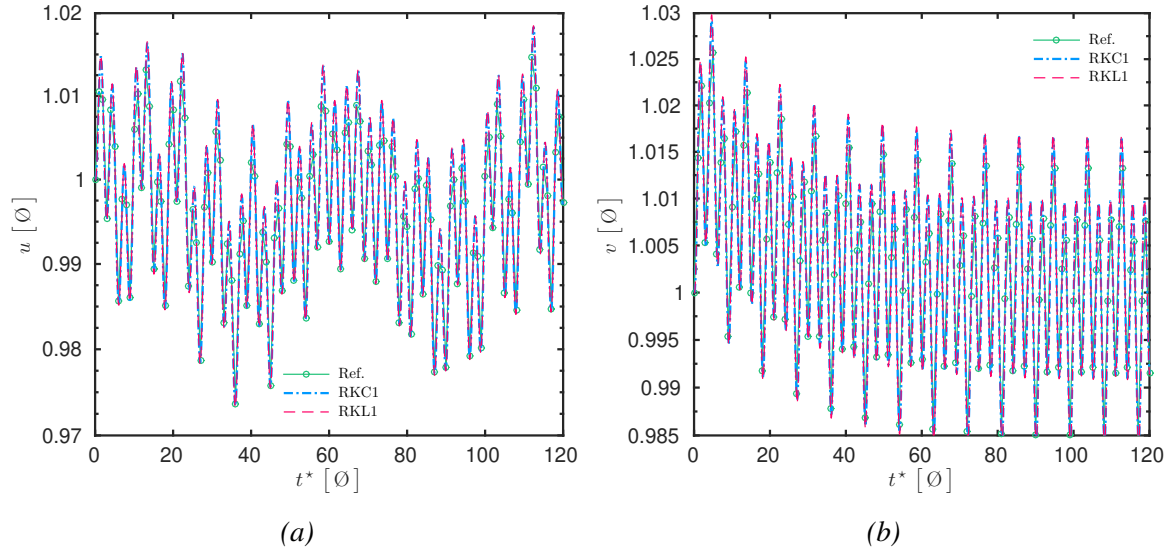 1.02
1.01
1
0.99
0.98
0.97
u [ Ø ]
0
20
40
60
80
100
120
t⋆ [ Ø ]
Ref.
RKC1
RKL1
(a)
1.03
1.025
1.02
1.015
1.01
1.005
1
0.995
0.99
0.985
v [ Ø ]
0
20
40
60
80
100
120
t⋆ [ Ø ]
Ref.
RKC1
RKL1
(b)